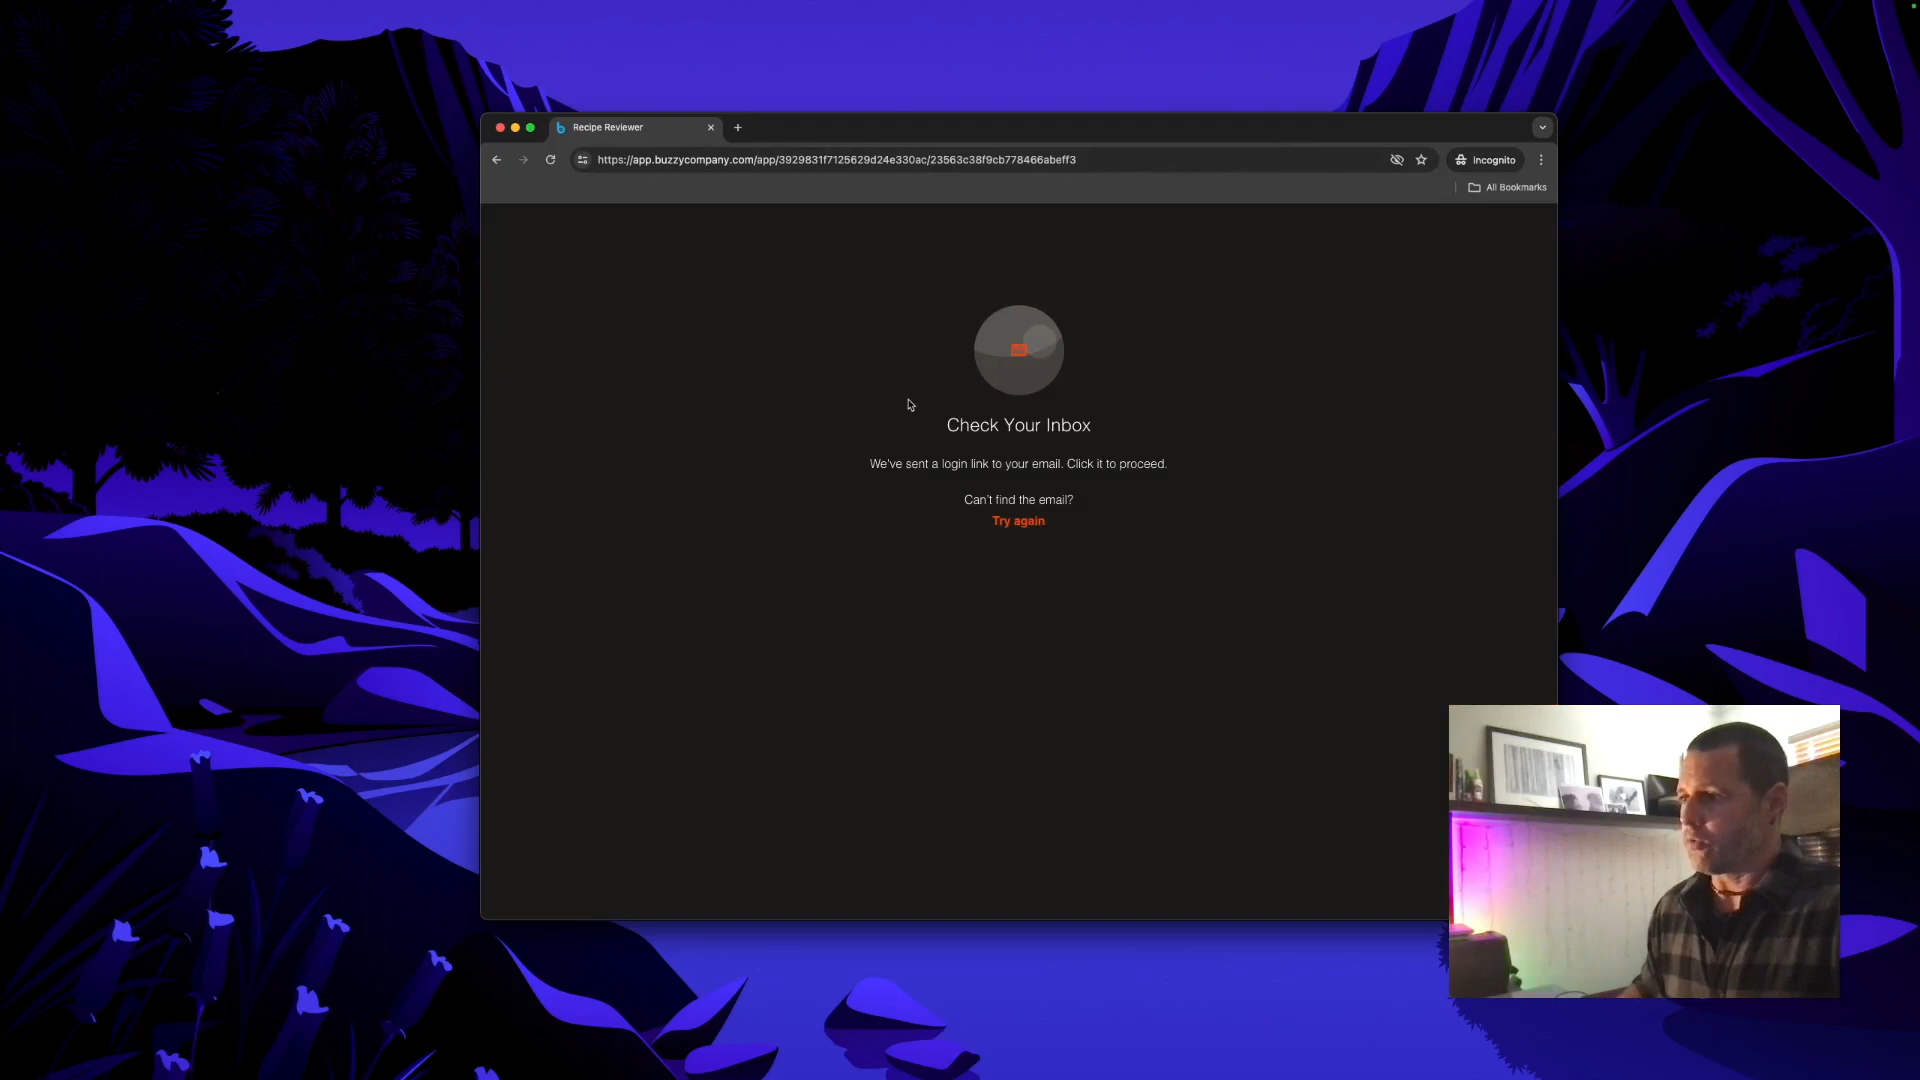 Recipe Reviewer
https://app.buzzycompany.com/app/3929831f7125629d24e330ac/23563c38f9cb778466abeff3
Incognito
All Bookmarks
Check Your Inbox
We've sent a login link to your email. Click it to proceed.
Can't find the email?
Try again